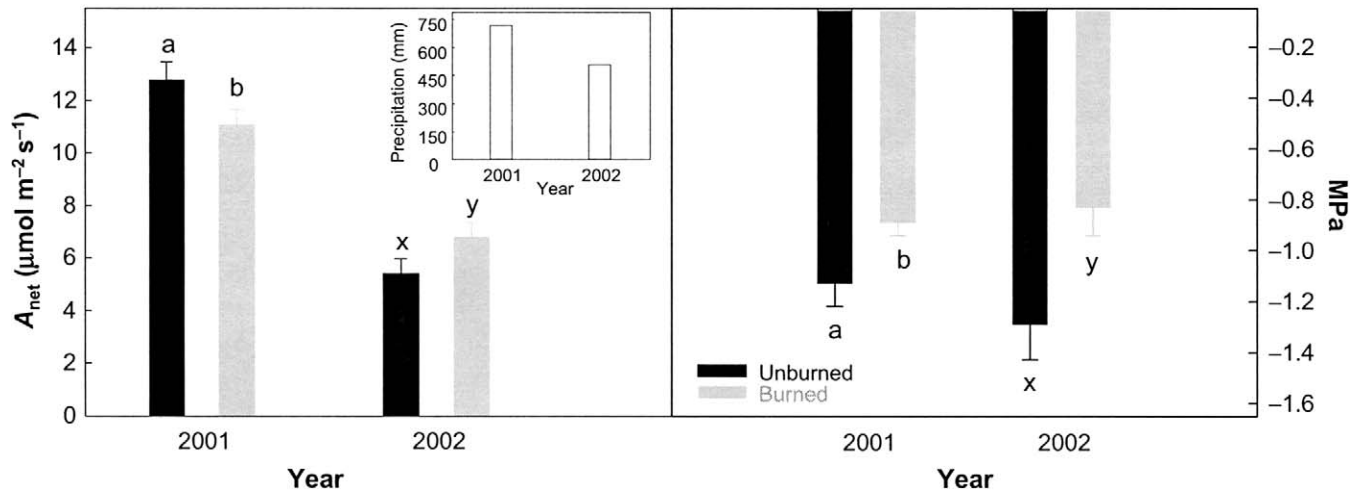 14
12
10
8
6
4
2
0
A_net (μmol m⁻² s⁻¹)
a
b
x
y
2001
2002
Year
750
600
450
300
150
0
Precipitation (mm)
2001
2002
Year
a
b
x
y
Unburned
Burned
2001
2002
Year
–0.2
–0.4
–0.6
–0.8
–1.0
–1.2
–1.4
–1.6
MPa